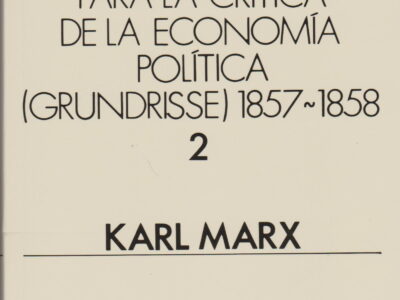 PARA LA CRÍTICA
DE LA ECONOMÍA
POLÍTICA
(GRUNDRISSE) 1857~1858
2
KARL MARX